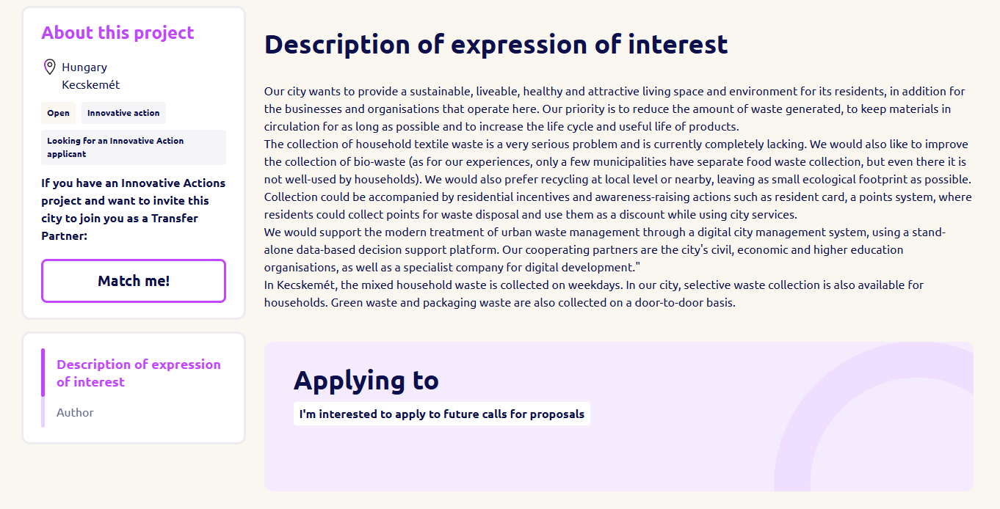 About this project
Hungary
Kecskemét
Open
Innovative action
Looking for an Innovative Action
applicant
If you have an Innovative Actions
project and want to invite this
city to join you as a Transfer
Partner:
Match me!
Description of expression
of interest
Author
Description of expression of interest
Our city wants to provide a sustainable, liveable, healthy and attractive living space and environment for its residents, in addition for
the businesses and organisations that operate here. Our priority is to reduce the amount of waste generated, to keep materials in
circulation for as long as possible and to increase the life cycle and useful life of products.
The collection of household textile waste is a very serious problem and is currently completely lacking. We would also like to improve
the collection of bio-waste (as for our experiences, only a few municipalities have separate food waste collection, but even there it is
not well-used by households). We would also prefer recycling at local level or nearby, leaving as small ecological footprint as possible.
Collection could be accompanied by residential incentives and awareness-raising actions such as resident card, a points system, where
residents could collect points for waste disposal and use them as a discount while using city services.
We would support the modern treatment of urban waste management through a digital city management system, using a stand-
alone data-based decision support platform. Our cooperating partners are the city's civil, economic and higher education
organisations, as well as a specialist company for digital development."
In Kecskemét, the mixed household waste is collected on weekdays. In our city, selective waste collection is also available for
households. Green waste and packaging waste are also collected on a door-to-door basis.
Applying to
I'm interested to apply to future calls for proposals